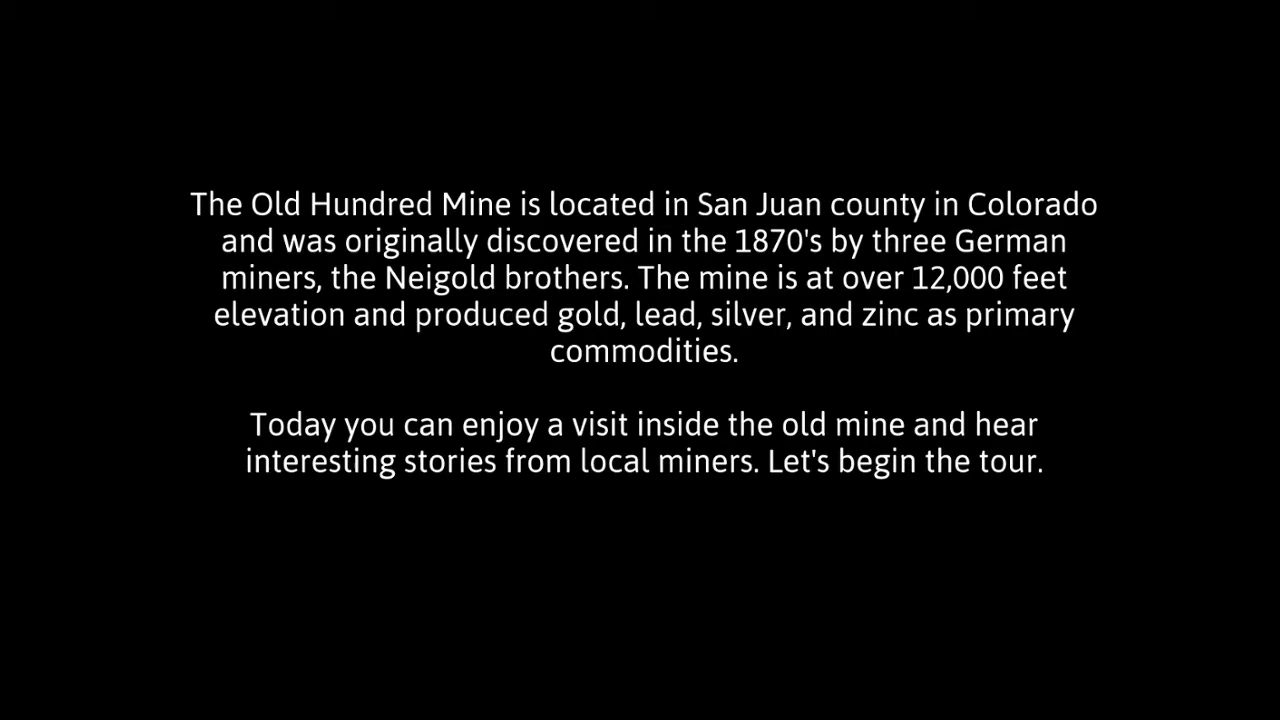 The Old Hundred Mine is located in San Juan county in Colorado
and was originally discovered in the 1870's by three German
miners, the Neigold brothers. The mine is at over 12,000 feet
elevation and produced gold, lead, silver, and zinc as primary
commodities.
Today you can enjoy a visit inside the old mine and hear
interesting stories from local miners. Let's begin the tour.